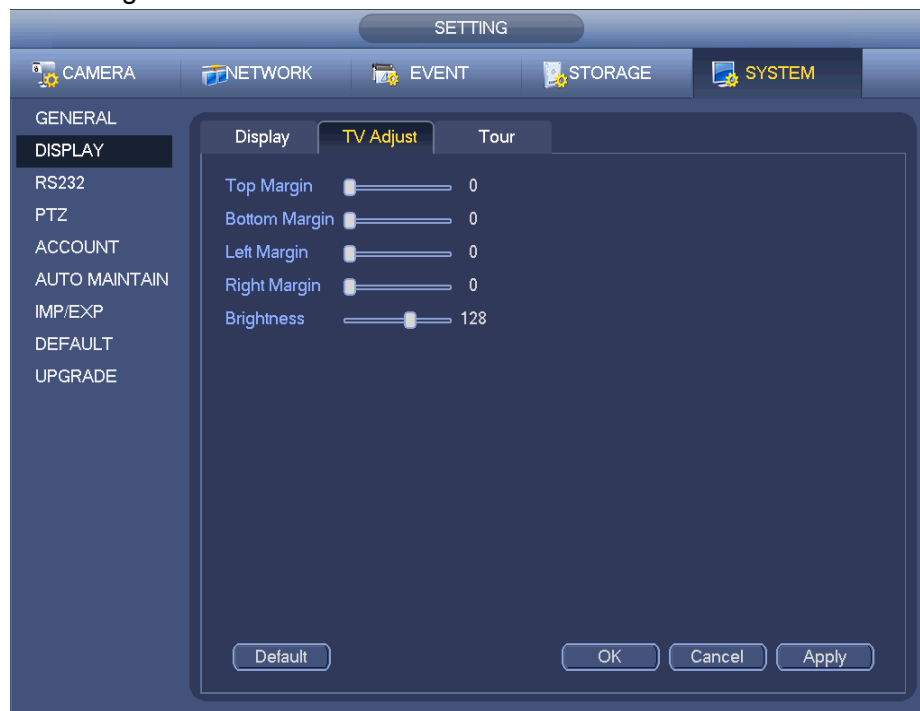 SETTING
CAMERA NETWORK EVENT STORAGE SYSTEM
GENERAL
DISPLAY
RS232
PTZ
ACCOUNT
AUTO MAINTAIN
IMP/EXP
DEFAULT
UPGRADE
Display TV Adjust Tour
Top Margin 0
Bottom Margin 0
Left Margin 0
Right Margin 0
Brightness 128
Default OK Cancel Apply